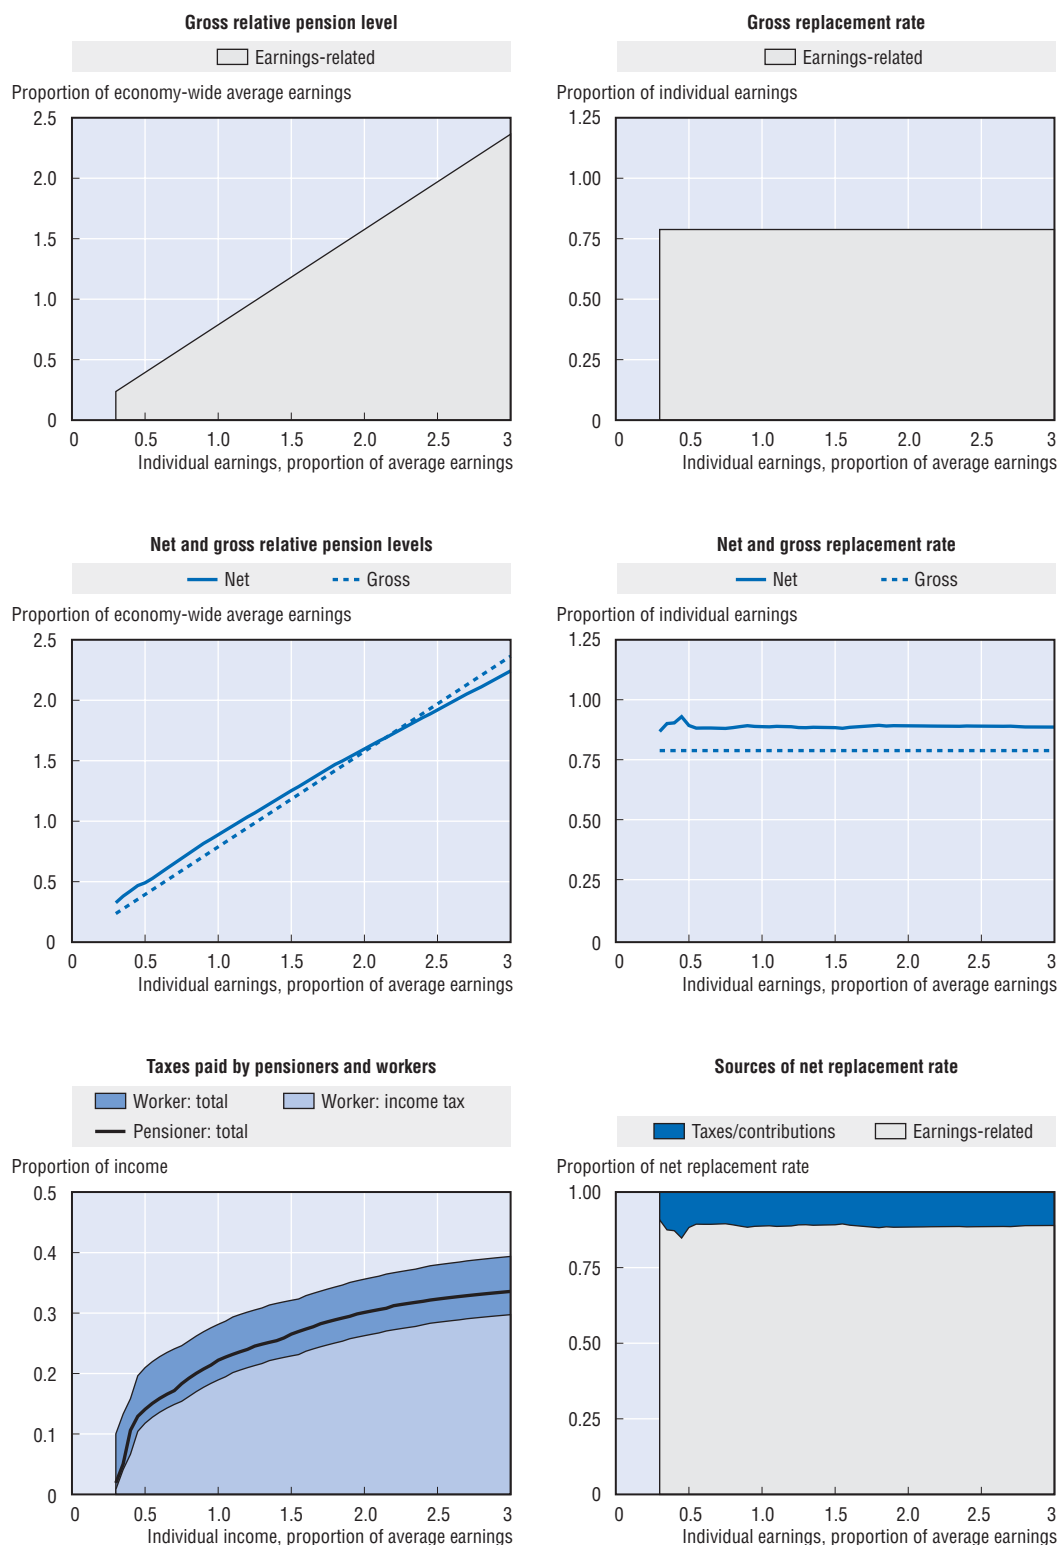 Gross relative pension level
Earnings-related
Proportion of economy-wide average earnings
2.5
2.0
1.5
1.0
0.5
0
0 0.5 1.0 1.5 2.0 2.5 3
Individual earnings, proportion of average earnings
Gross replacement rate
Earnings-related
Proportion of individual earnings
1.25
1.00
0.75
0.50
0.25
0
0 0.5 1.0 1.5 2.0 2.5 3
Individual earnings, proportion of average earnings
Net and gross relative pension levels
Net Gross
Proportion of economy-wide average earnings
2.5
2.0
1.5
1.0
0.5
0
0 0.5 1.0 1.5 2.0 2.5 3
Individual earnings, proportion of average earnings
Net and gross replacement rate
Net Gross
Proportion of individual earnings
1.25
1.00
0.75
0.50
0.25
0
0 0.5 1.0 1.5 2.0 2.5 3
Individual earnings, proportion of average earnings
Taxes paid by pensioners and workers
Worker: total Worker: income tax
Pensioner: total
Proportion of income
0.5
0.4
0.3
0.2
0.1
0
0 0.5 1.0 1.5 2.0 2.5 3
Individual income, proportion of average earnings
Sources of net replacement rate
Taxes/contributions Earnings-related
Proportion of net replacement rate
1.00
0.75
0.50
0.25
0
0 0.5 1.0 1.5 2.0 2.5 3
Individual earnings, proportion of average earnings